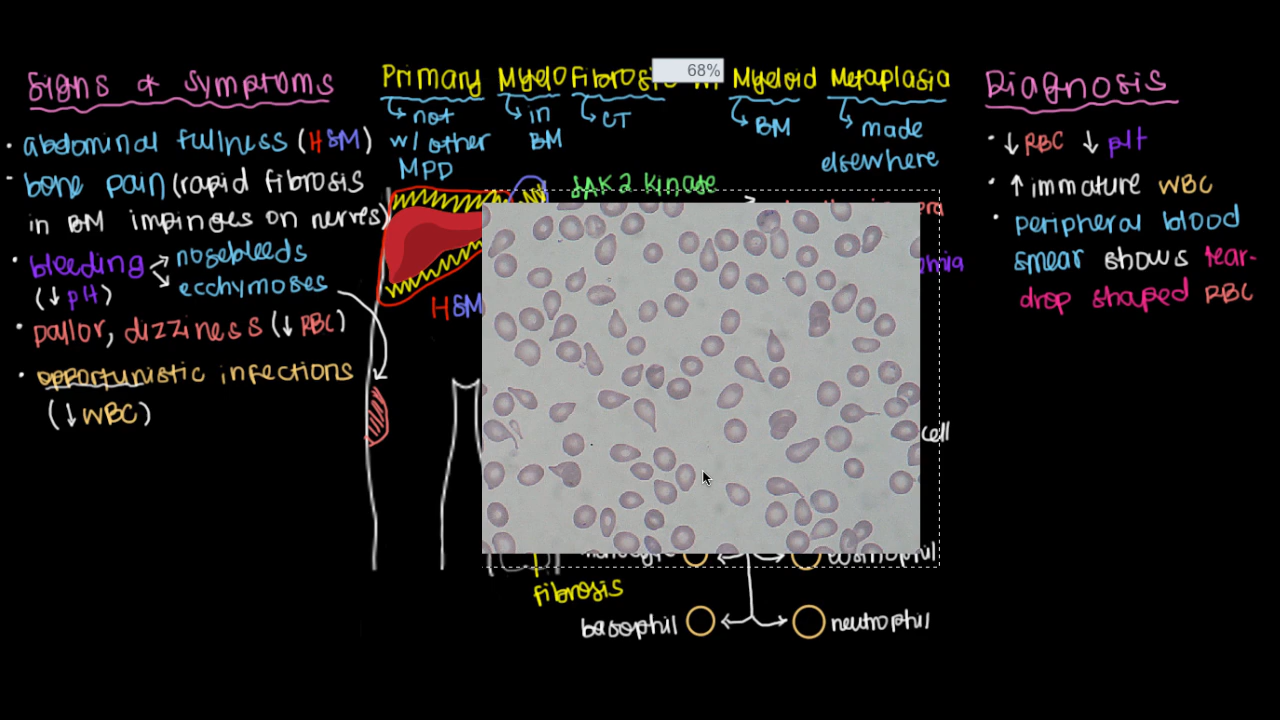 Signs & Symptoms
• abdominal fullness (HSM)
• bone pain (rapid fibrosis
in BM impinges on nerves)
• bleeding → nosebleeds
(↓ plt) → ecchymoses
• pallor, dizziness (↓ RBC)
• opportunistic infections
(↓ WBC)
Primary Myelo Fibrosis Myeloid Metaplasia
68%
not
w/ other
MPD
in
BM
CT
BM
made
elsewhere
JAK2 kinase
HSM
cell
fibrosis
eosinophil
basophil
neutrophil
Diagnosis
• ↓ RBC ↓ plt
• ↑ immature WBC
• peripheral blood
smear shows tear-
drop shaped RBC